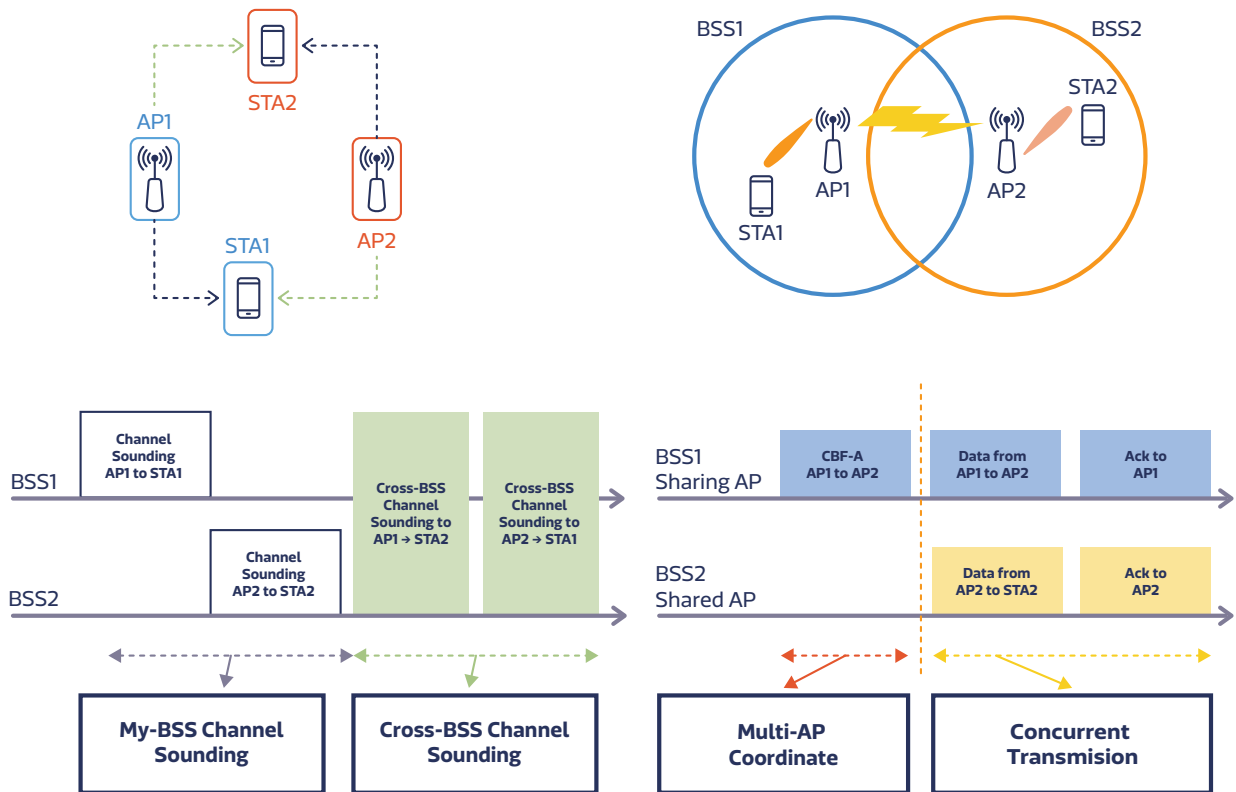 STA2
AP1
STA1
AP2
BSS1
BSS2
STA2
AP1
AP2
STA1
BSS1
Channel
Sounding
AP1 to STA1
BSS2
Channel
Sounding
AP2 to STA2
Cross-BSS
Channel
Sounding to
AP1 → STA2
Cross-BSS
Channel
Sounding to
AP2 → STA1
My-BSS Channel
Sounding
Cross-BSS Channel
Sounding
BSS1
Sharing AP
CBF-A
AP1 to AP2
Data from
AP1 to AP2
Ack to
AP1
BSS2
Shared AP
Data from
AP2 to STA2
Ack to
AP2
Multi-AP
Coordinate
Concurrent
Transmision